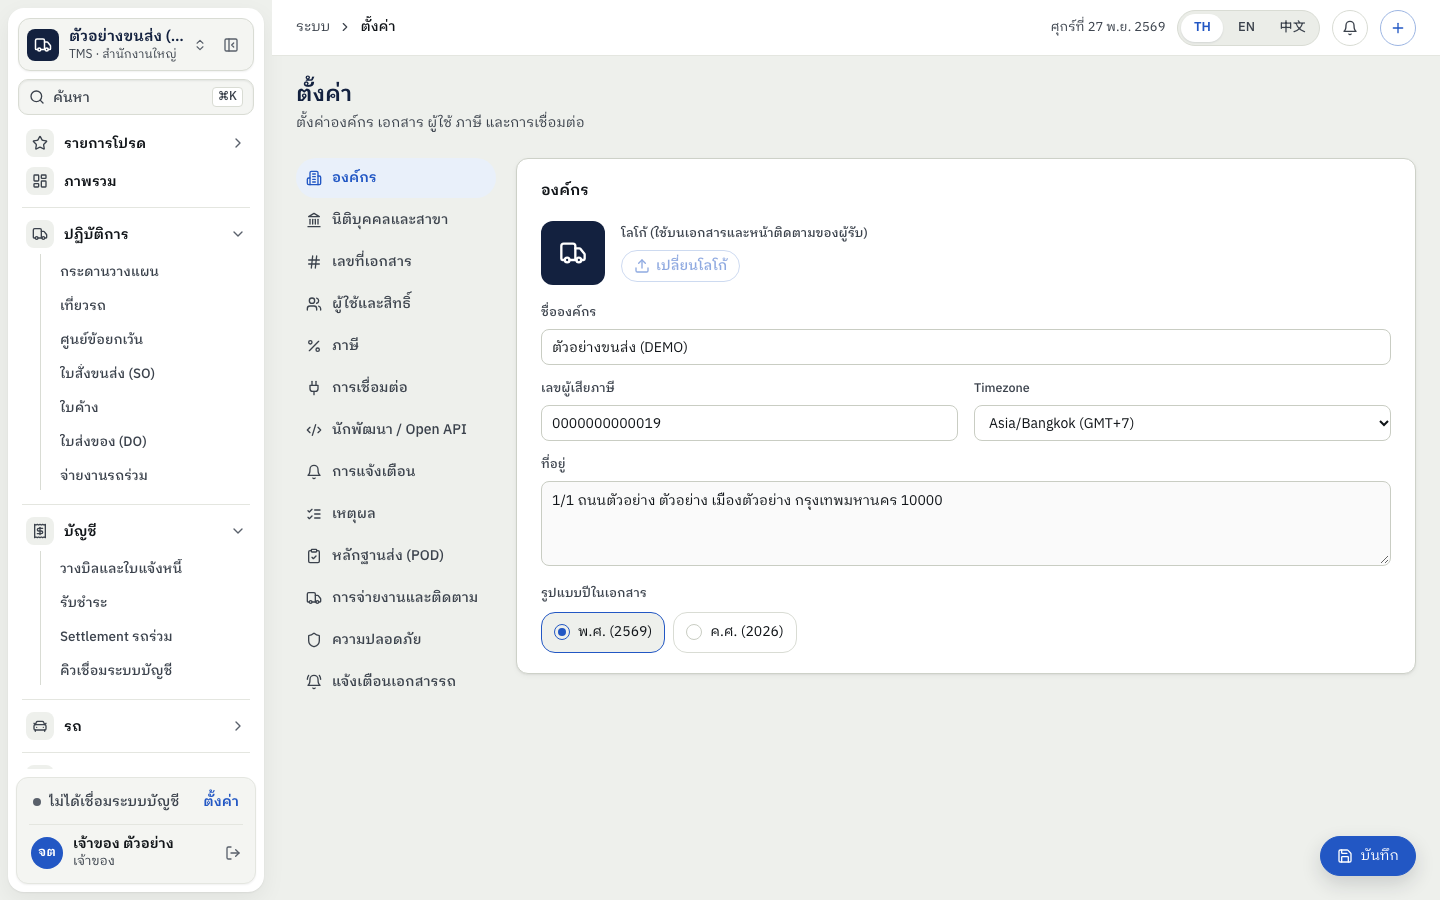 ตัวอย่างขนส่ง (...
TMS · สำนักงานใหญ่
ค้นหา
⌘K
รายการโปรด
ภาพรวม
ปฏิบัติการ
กระดานวางแผน
เที่ยวรถ
ศูนย์ข้อยกเว้น
ใบสั่งขนส่ง (SO)
ใบค้าง
ใบส่งของ (DO)
จ่ายงานรถร่วม
บัญชี
วางบิลและใบแจ้งหนี้
รับชำระ
Settlement รถร่วม
คิวเชื่อมระบบบัญชี
รถ
ไม่ได้เชื่อมระบบบัญชี
ตั้งค่า
จต
เจ้าของ ตัวอย่าง
เจ้าของ
ระบบ
ตั้งค่า
ศุกร์ที่ 27 พ.ย. 2569
TH
EN
中文
ตั้งค่า
ตั้งค่าองค์กร เอกสาร ผู้ใช้ ภาษี และการเชื่อมต่อ
องค์กร
นิติบุคคลและสาขา
เลขที่เอกสาร
ผู้ใช้และสิทธิ์
ภาษี
การเชื่อมต่อ
นักพัฒนา / Open API
การแจ้งเตือน
เหตุผล
หลักฐานส่ง (POD)
การจ่ายงานและติดตาม
ความปลอดภัย
แจ้งเตือนเอกสารรถ
องค์กร
โลโก้ (ใช้บนเอกสารและหน้าติดตามของผู้รับ)
เปลี่ยนโลโก้
ชื่อองค์กร
ตัวอย่างขนส่ง (DEMO)
เลขผู้เสียภาษี
Timezone
0000000000019
Asia/Bangkok (GMT+7)
ที่อยู่
1/1 ถนนตัวอย่าง ตัวอย่าง เมืองตัวอย่าง กรุงเทพมหานคร 10000
รูปแบบปีในเอกสาร
พ.ศ. (2569)
ค.ศ. (2026)
บันทึก